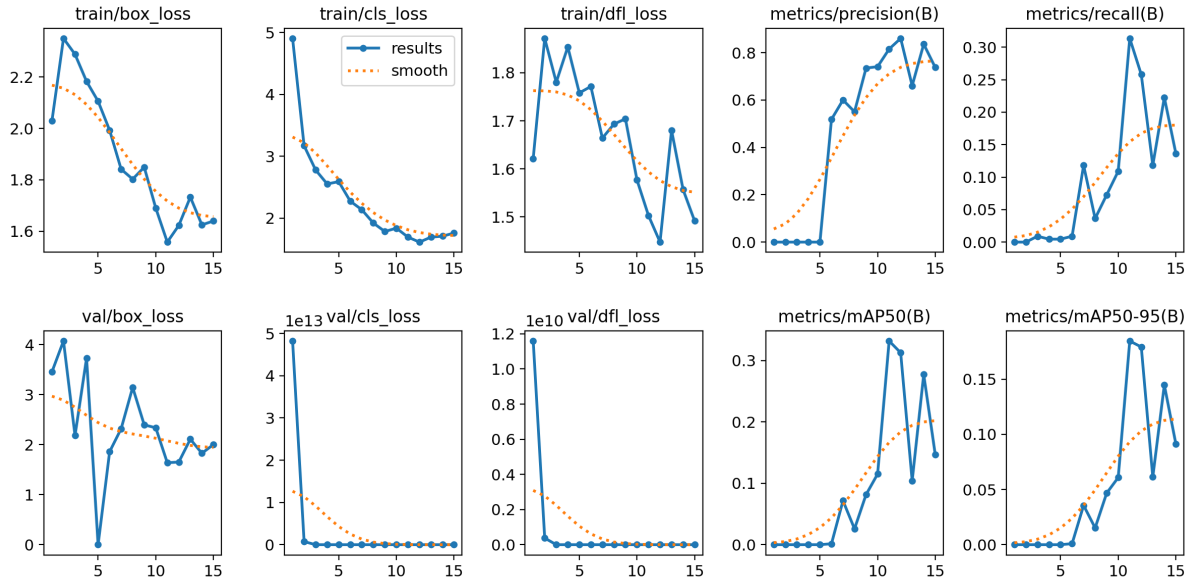 train/box_loss
train/cls_loss
train/dfl_loss
metrics/precision(B)
metrics/recall(B)
2.2
2.0
1.8
1.6
5 10 15
5
4
3
2
results
smooth
5 10 15
1.8
1.7
1.6
1.5
5 10 15
0.8
0.6
0.4
0.2
0.0
5 10 15
0.30
0.25
0.20
0.15
0.10
0.05
0.00
5 10 15
val/box_loss
1e13 val/cls_loss
1e10 val/dfl_loss
metrics/mAP50(B)
metrics/mAP50-95(B)
4
3
2
1
0
5 10 15
5
4
3
2
1
0
5 10 15
1.2
1.0
0.8
0.6
0.4
0.2
0.0
5 10 15
0.3
0.2
0.1
0.0
5 10 15
0.15
0.10
0.05
0.00
5 10 15